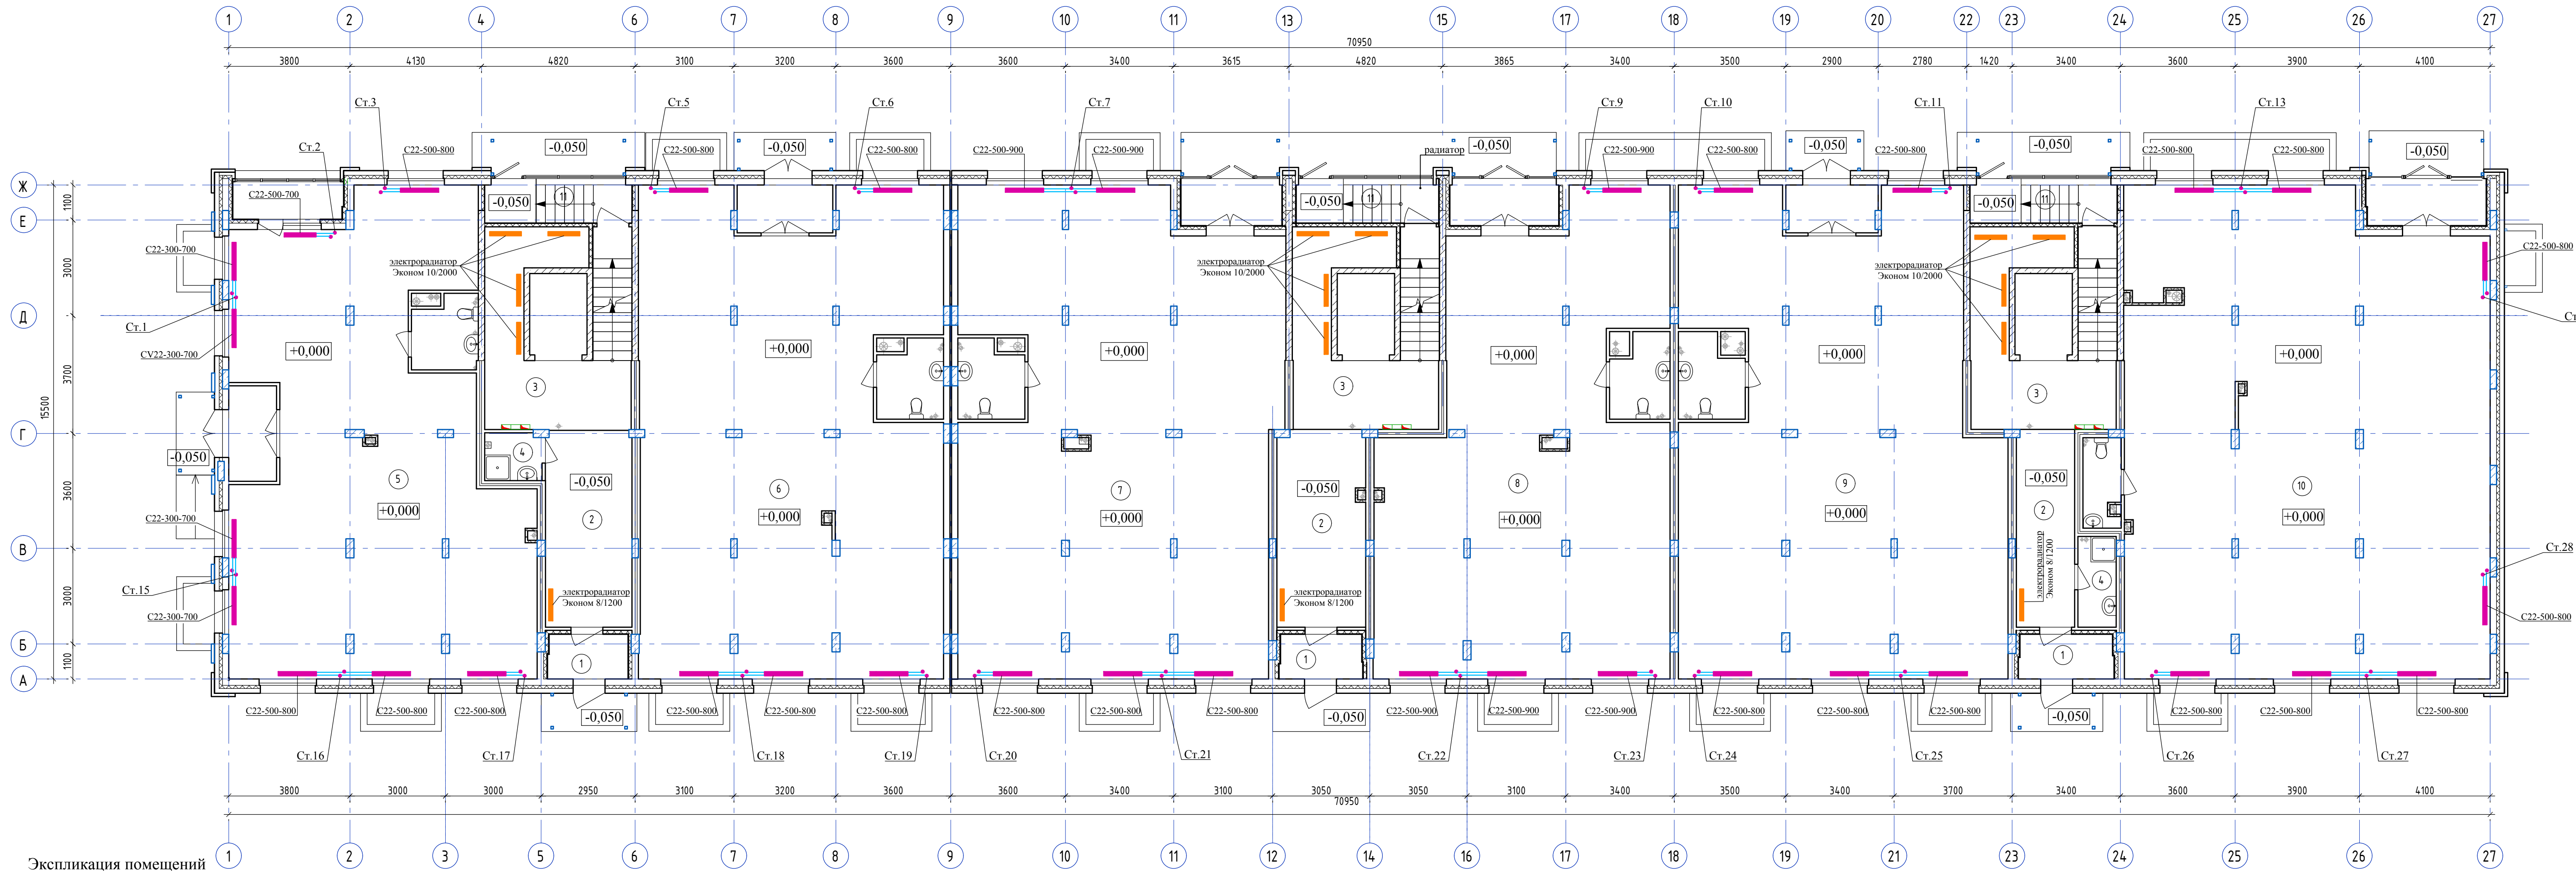 1 2 4 6 7 8 9 10 11 13 15 17 18 19 20 22 23 24 25 26 27
70950
3800 4130 4820 3100 3200 3600 3600 3400 3615 4820 3865 3400 3500 2900 2780 1420 3400 3600 3900 4100
Ст.3 Ст.5 Ст.6 Ст.7 Ст.9 Ст.10 Ст.11 Ст.13
Ст.2 -0,050 -0,050 радиатор -0,050 -0,050 -0,050 -0,050
С22-500-800 С22-500-800 С22-500-800 С22-500-900 С22-500-900 С22-500-900 С22-500-800 С22-500-800 С22-500-800 С22-500-800
Ж
С22-500-700 -0,050 11 -0,050 11 -0,050 11
1100
Е
С22-300-700 С22-500-800
электрорадиатор электрорадиатор электрорадиатор
Эконом 10/2000 Эконом 10/2000 Эконом 10/2000
3000
Д
Ст.1 Ст
СV22-300-700 +0,000 +0,000 +0,000 +0,000 +0,000 +0,000
3700
3 3 3
15500
Г
-0,050 4
5 -0,050 6 7 -0,050 8 9 -0,050 10
3600
+0,000 +0,000 +0,000 +0,000 +0,000 +0,000
С22-300-700 2 2 2
В
Ст.28
электрорадиатор
Эконом 8/1200
4
Ст.15
3000
электрорадиатор электрорадиатор
Эконом 8/1200 Эконом 8/1200
С22-300-700 С22-500-800
Б
1 1 1
1100
А
С22-500-800 С22-500-800 С22-500-800 С22-500-800 С22-500-800 С22-500-800 С22-500-800 С22-500-800 С22-500-800 С22-500-900 С22-500-900 С22-500-900 С22-500-800 С22-500-800 С22-500-800 С22-500-800 С22-500-800 С22-500-800
-0,050 -0,050 -0,050
Ст.16 Ст.17 Ст.18 Ст.19 Ст.20 Ст.21 Ст.22 Ст.23 Ст.24 Ст.25 Ст.26 Ст.27
3800 3000 3000 2950 3100 3200 3600 3600 3400 3100 3050 3050 3100 3400 3500 3400 3700 3400 3600 3900 4100
70950
1 2 3 5 6 7 8 9 10 11 12 14 16 17 18 19 21 23 24 25 26 27
Экспликация помещений